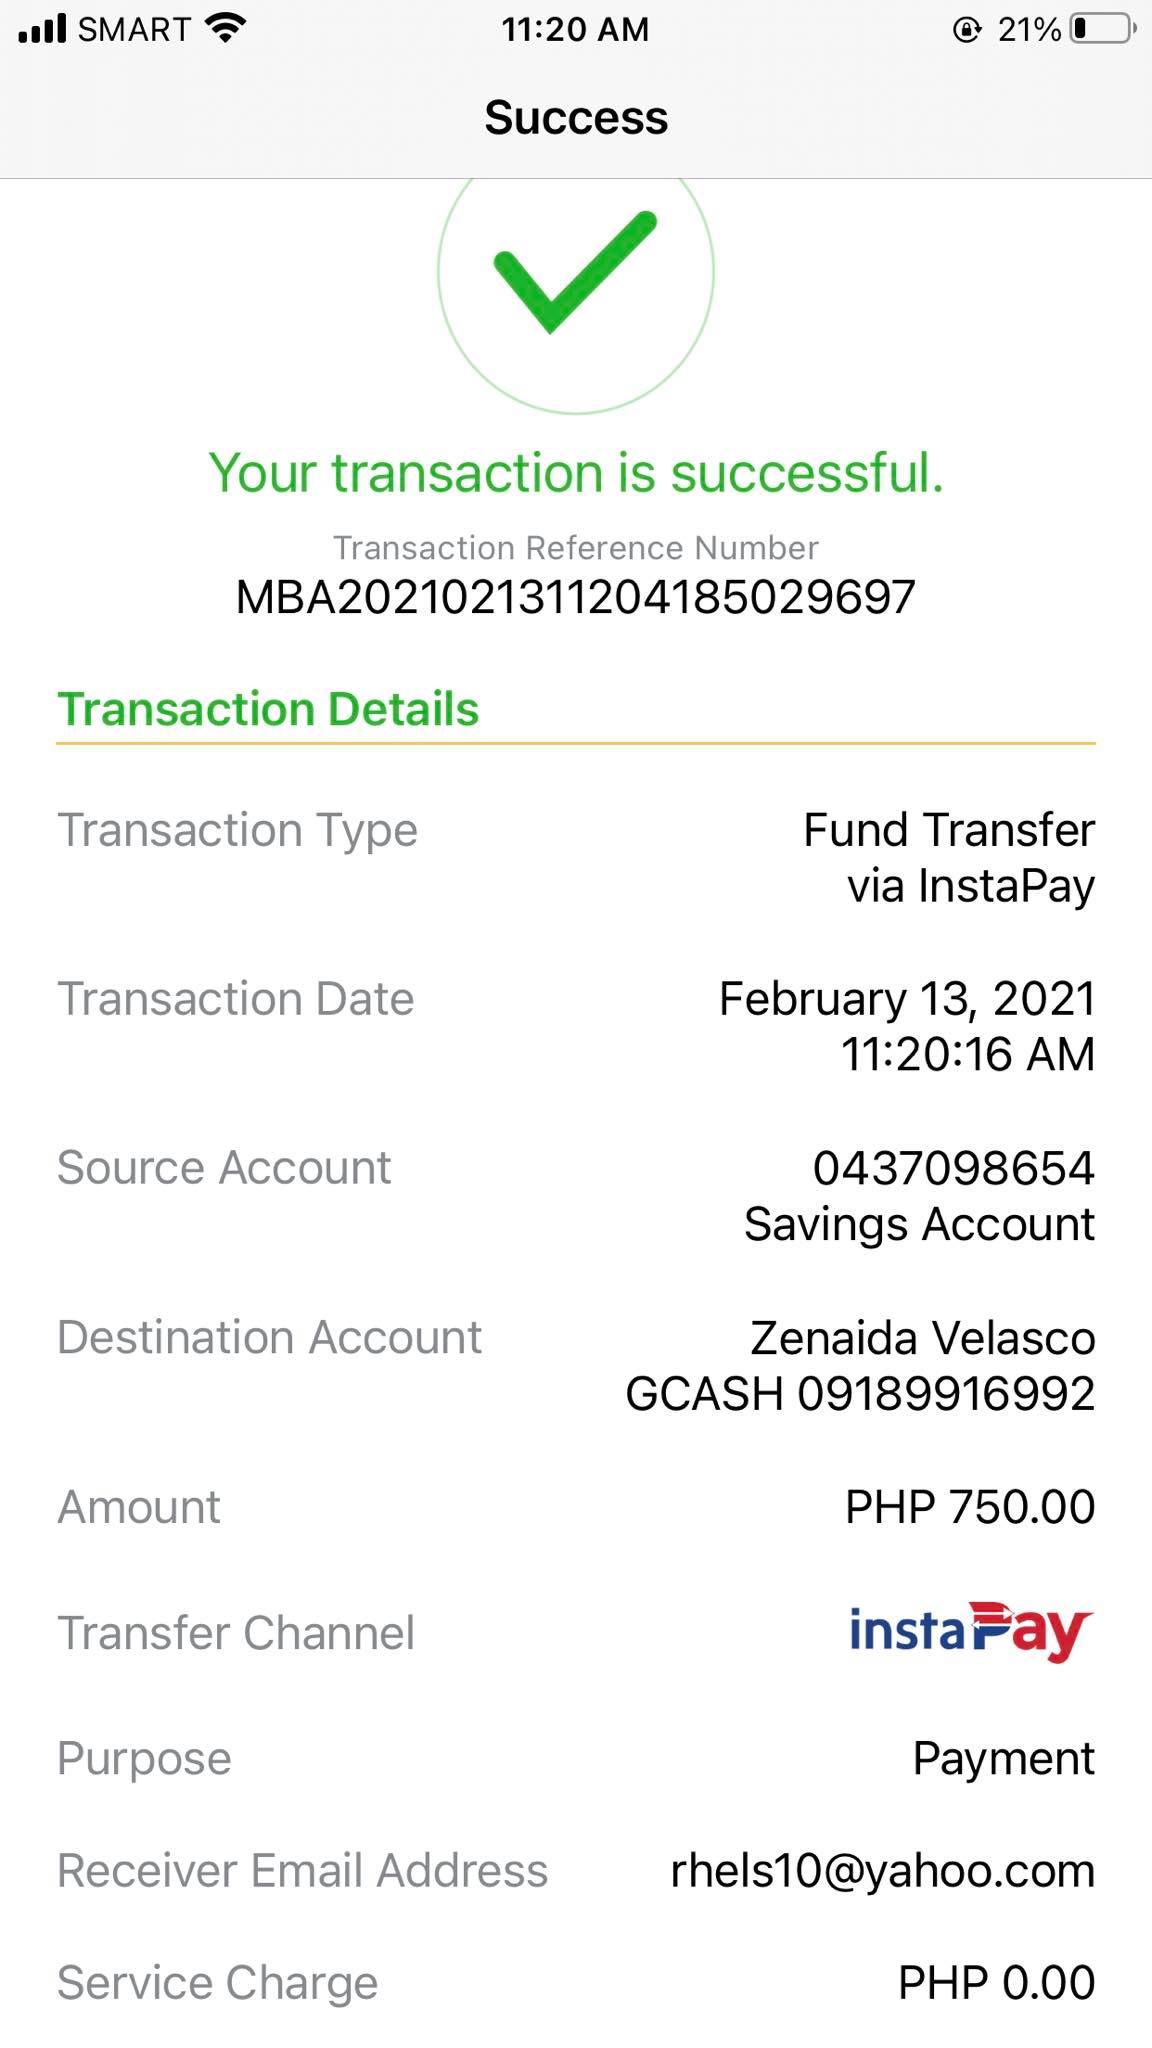 SMART 11:20 AM 21%
Success
Your transaction is successful.
Transaction Reference Number
MBA20210213112041850​29697
Transaction Details
Transaction Type Fund Transfer
via InstaPay
Transaction Date February 13, 2021
11:20:16 AM
Source Account 0437098654
Savings Account
Destination Account Zenaida Velasco
GCASH 09189916992
Amount PHP 750.00
Transfer Channel instaPay
Purpose Payment
Receiver Email Address rhels10@yahoo.com
Service Charge PHP 0.00